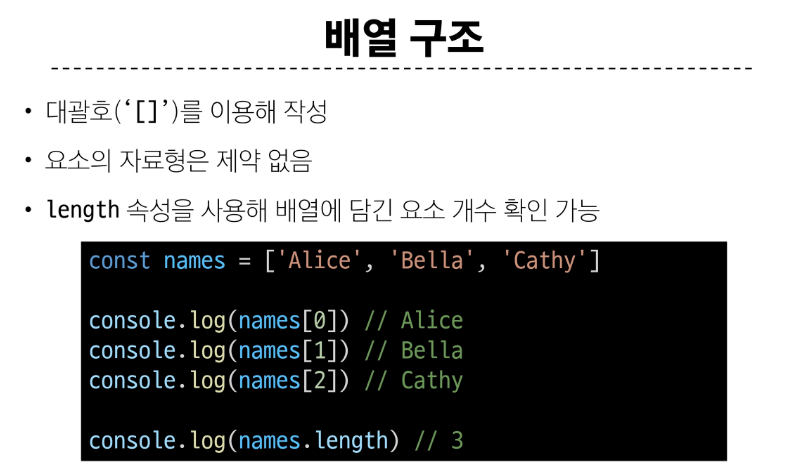 배열 구조
• 대괄호(‘[]’)를 이용해 작성
• 요소의 자료형은 제약 없음
• length 속성을 사용해 배열에 담긴 요소 개수 확인 가능
const names = ['Alice', 'Bella', 'Cathy']
console.log(names[0]) // Alice
console.log(names[1]) // Bella
console.log(names[2]) // Cathy
console.log(names.length) // 3